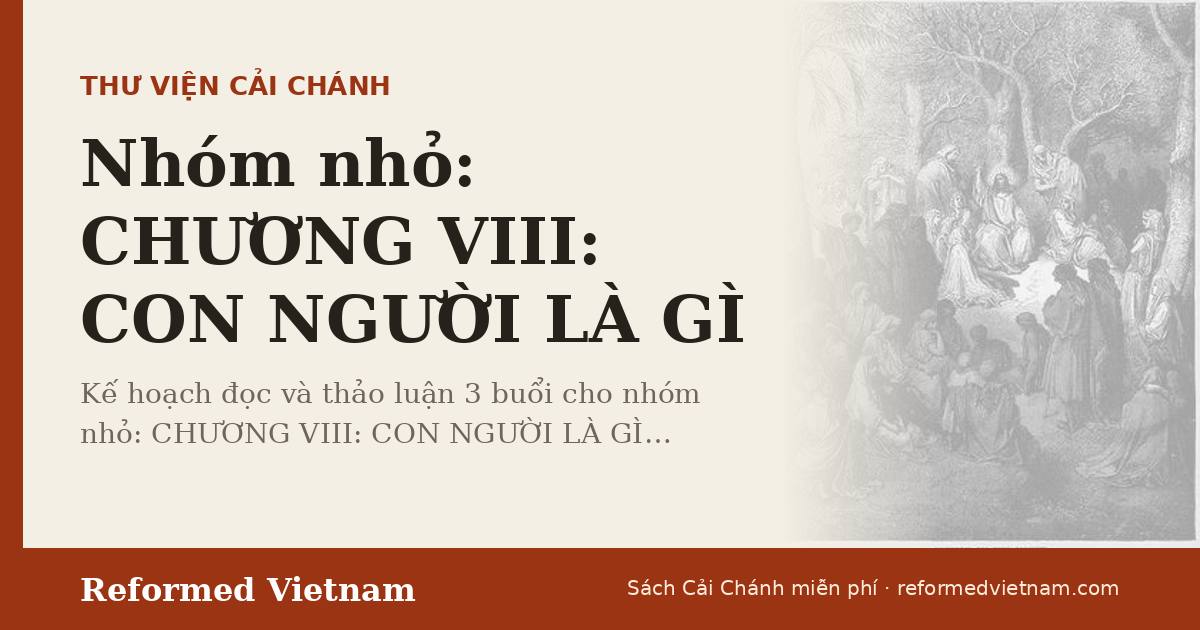 THƯ VIỆN CẢI CHÁNH
Nhóm nhỏ:
CHƯƠNG VIII:
CON NGƯỜI LÀ GÌ
Kế hoạch đọc và thảo luận 3 buổi cho nhóm
nhỏ: CHƯƠNG VIII: CON NGƯỜI LÀ GÌ...
Reformed Vietnam
Sách Cải Chánh miễn phí · reformedvietnam.com